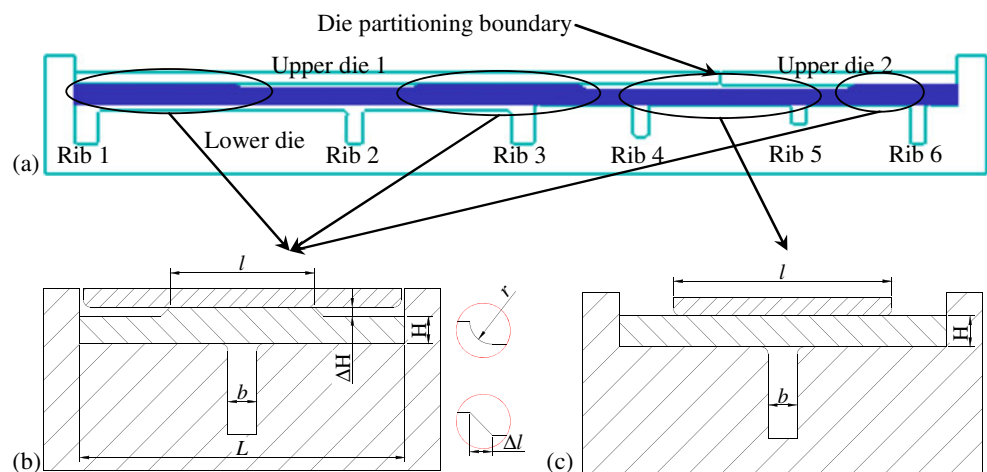 Die partitioning boundary
Upper die 1
Upper die 2
Lower die
Rib 1
Rib 2
Rib 3
Rib 4
Rib 5
Rib 6
(a)
l
r
H
ΔH
b
L
Δl
(b)
l
H
b
(c)